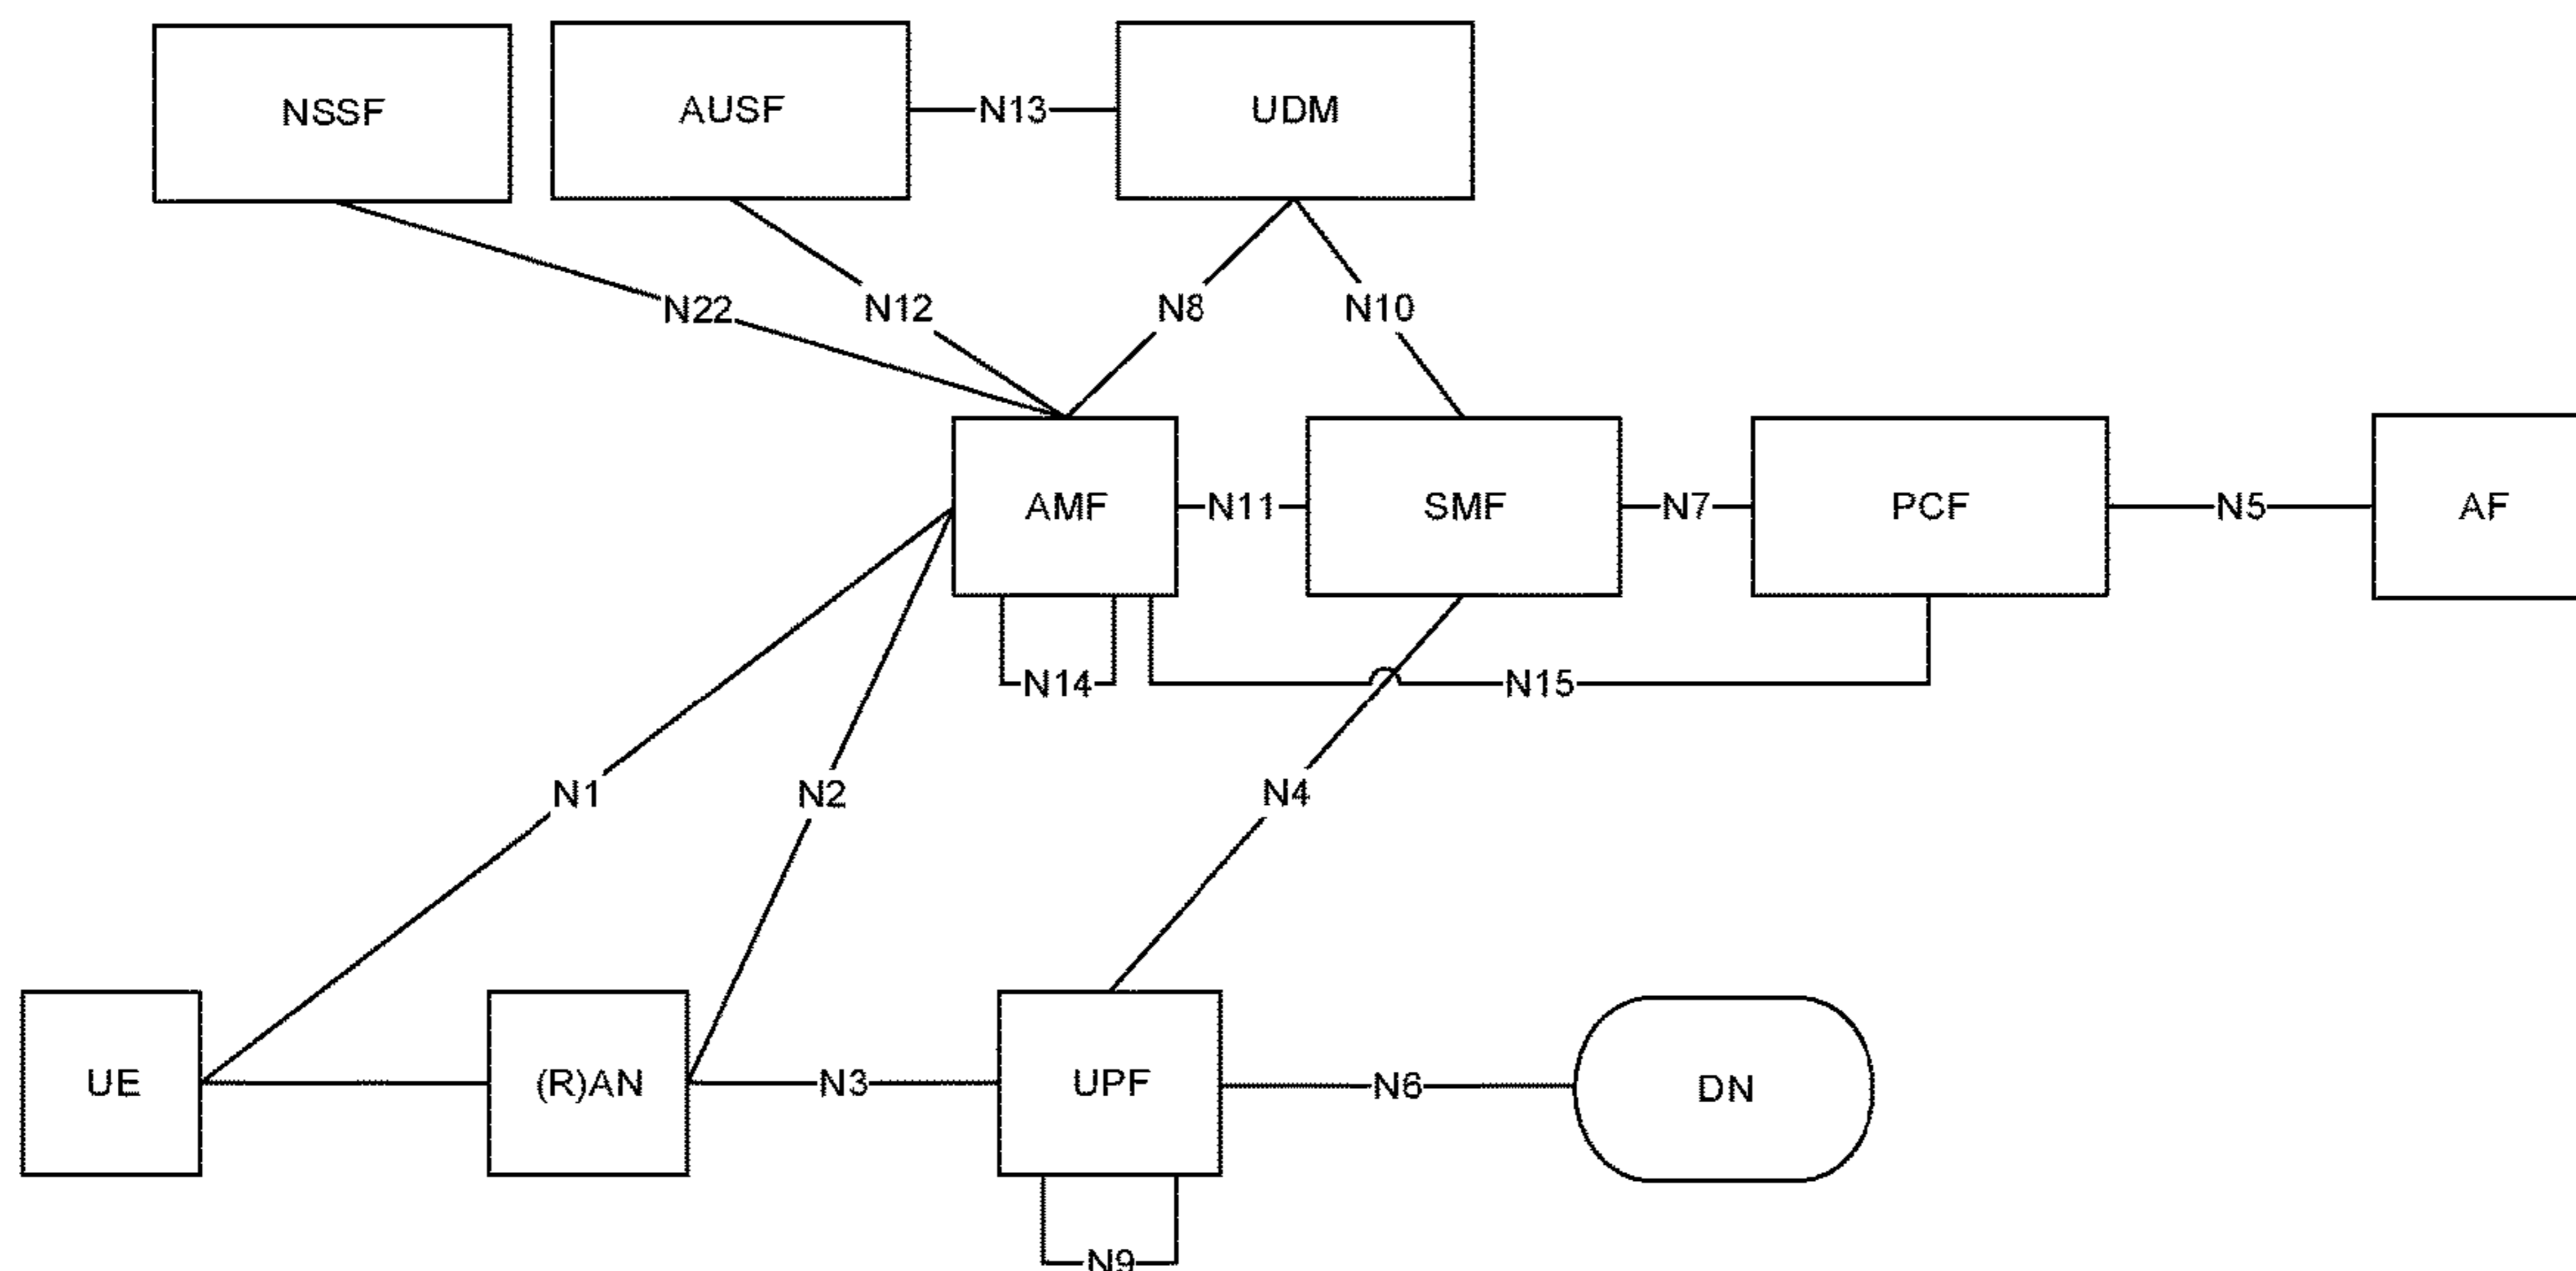 NSSF
AUSF
N13
UDM
N22
N12
N8
N10
AMF
N11
SMF
N7
PCF
N5
AF
N14
N15
N1
N2
N4
UE
(R)AN
N3
UPF
N6
DN
N9